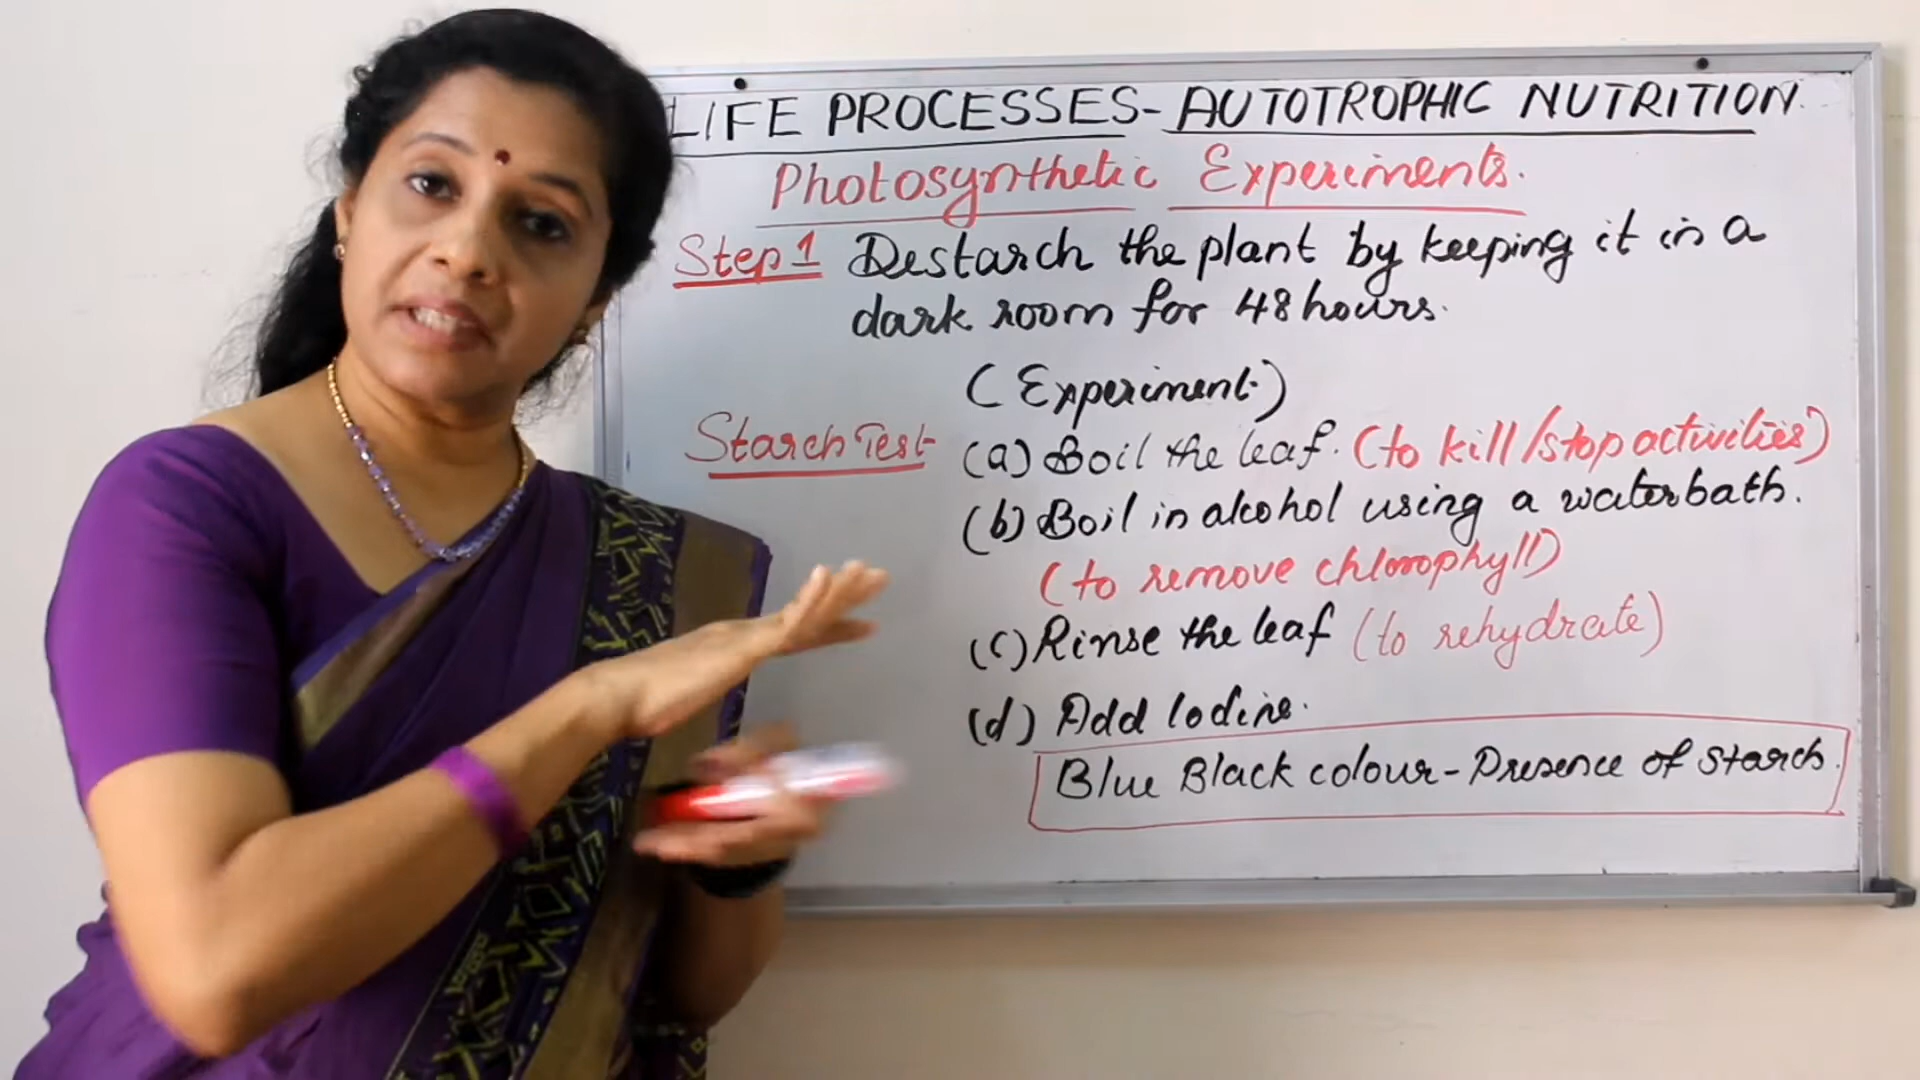 LIFE PROCESSES- AUTOTROPHIC NUTRITION.
Photosynthetic Experiments.
Step 1 Destarch the plant by keeping it in a
dark room for 48 hours.
(Experiment.)
Starch Test- (a) Boil the leaf. (to kill/stop activities)
(b) Boil in alcohol using a waterbath.
(to remove chlorophyll)
(c) Rinse the leaf (to rehydrate)
(d) Add Iodine.
Blue Black colour - Presence of starch.